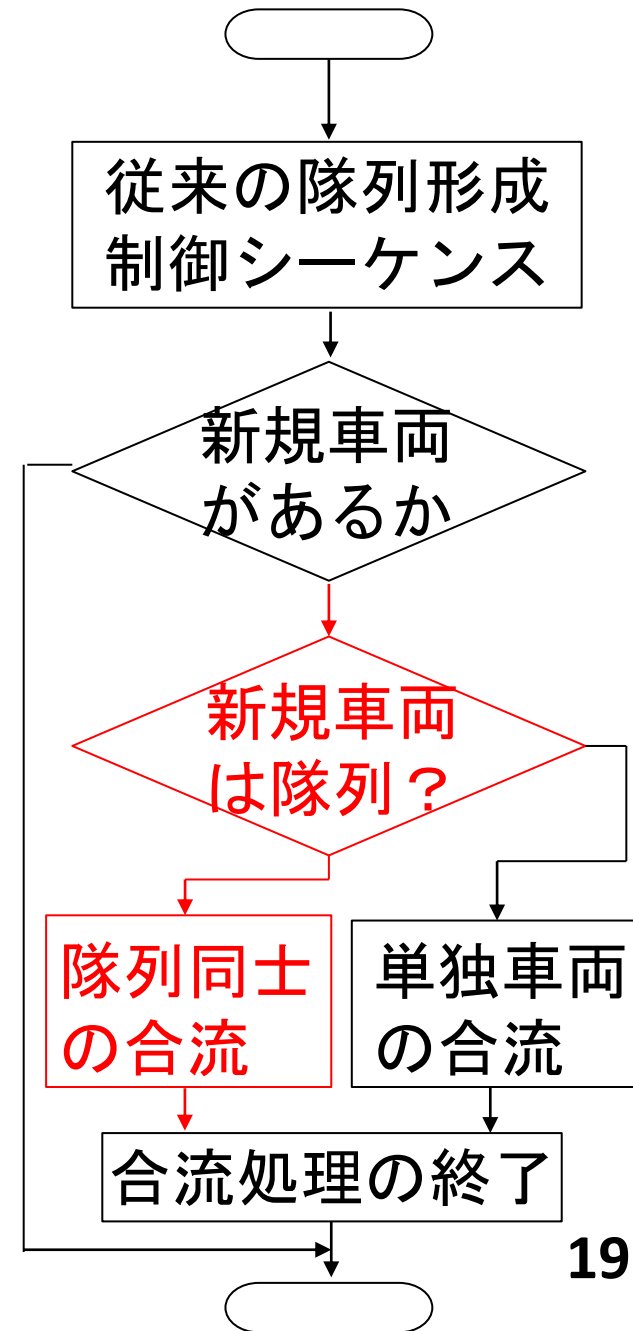 従来の隊列形成
制御シーケンス
新規車両
があるか
新規車両
は隊列？
隊列同士
の合流
単独車両
の合流
合流処理の終了
19